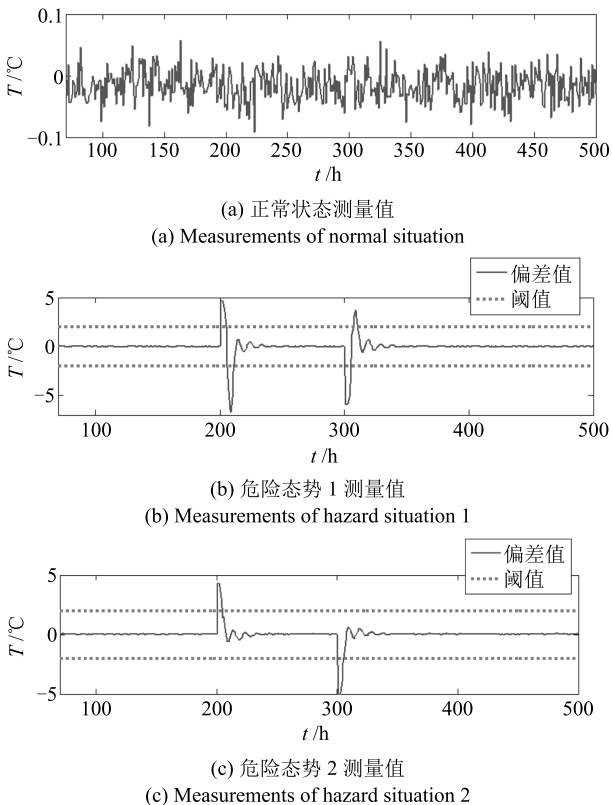 0.1
0
−0.1
T/℃
100 150 200 250 300 350 400 450 500
t /h
(a) 正常状态测量值
(a) Measurements of normal situation
偏差值
阈值
5
0
−5
T/℃
100 200 300 400 500
t /h
(b) 危险态势 1 测量值
(b) Measurements of hazard situation 1
偏差值
阈值
5
0
−5
T/℃
100 200 300 400 500
t /h
(c) 危险态势 2 测量值
(c) Measurements of hazard situation 2